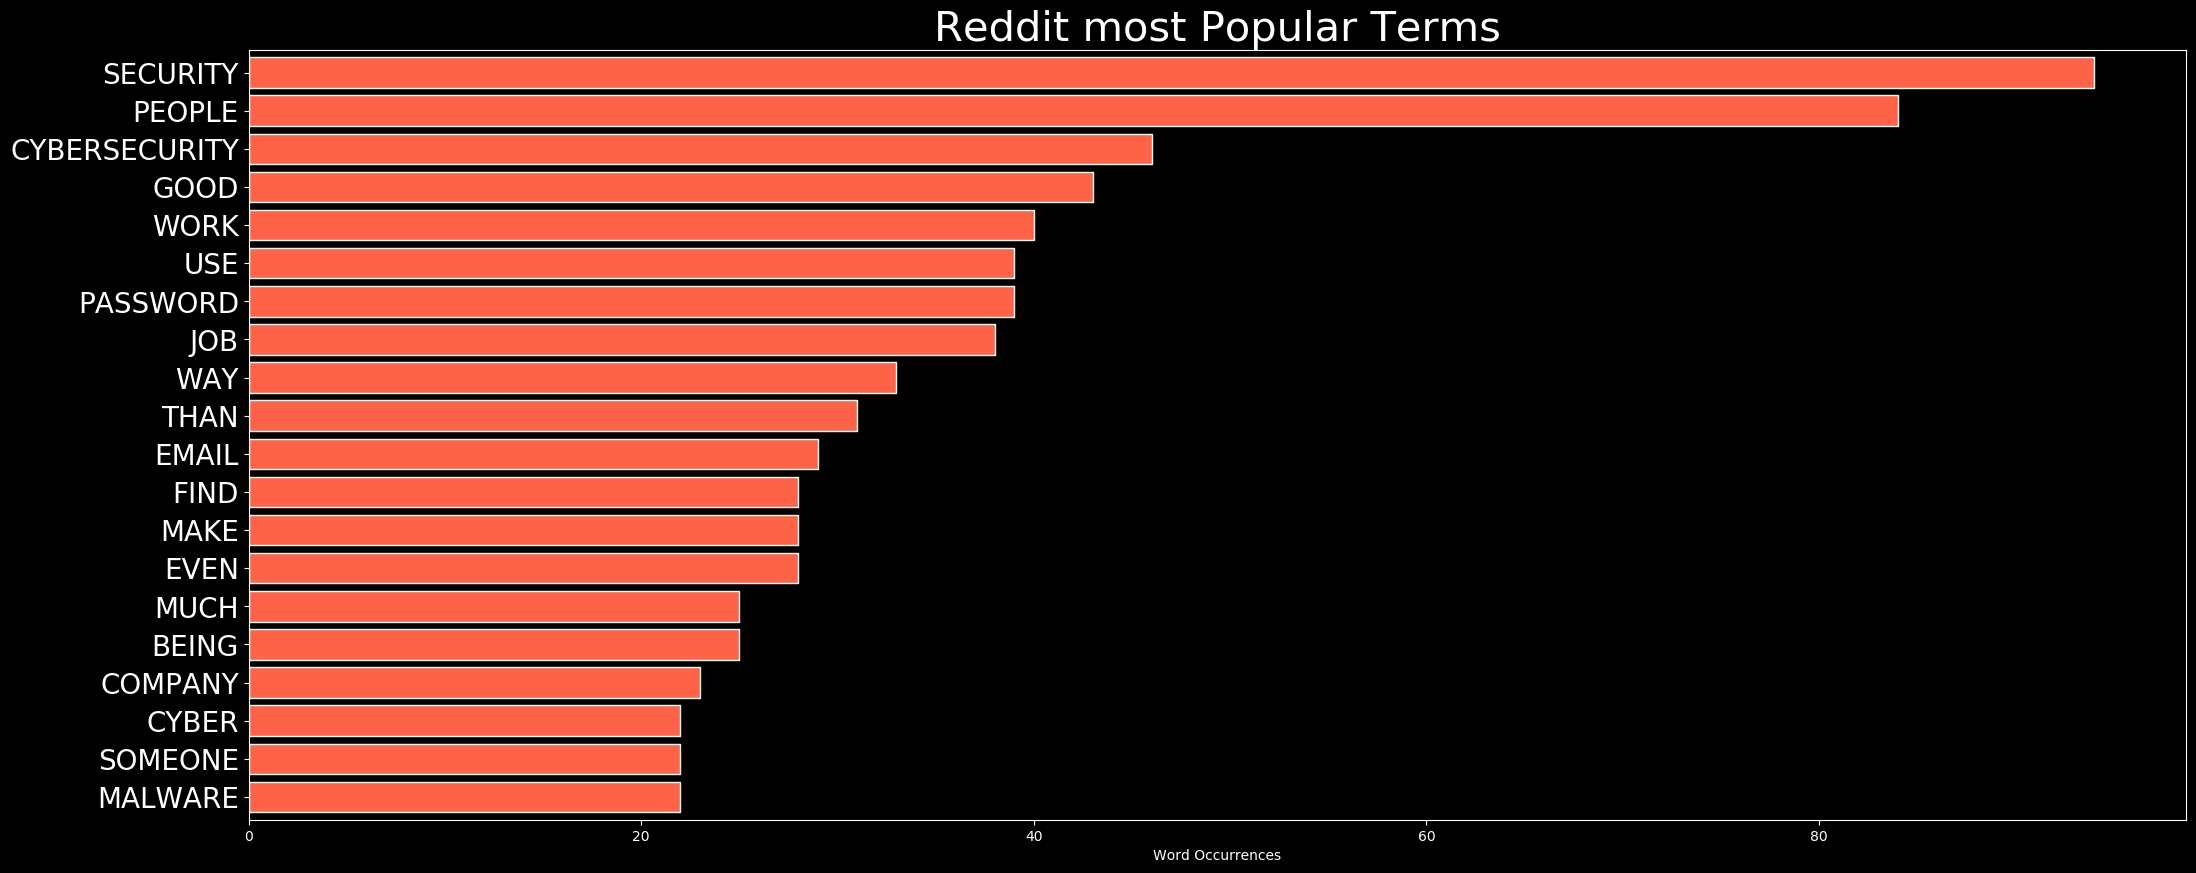 Reddit most Popular Terms
SECURITY
PEOPLE
CYBERSECURITY
GOOD
WORK
USE
PASSWORD
JOB
WAY
THAN
EMAIL
FIND
MAKE
EVEN
MUCH
BEING
COMPANY
CYBER
SOMEONE
MALWARE
0 20 40 60 80
Word Occurrences